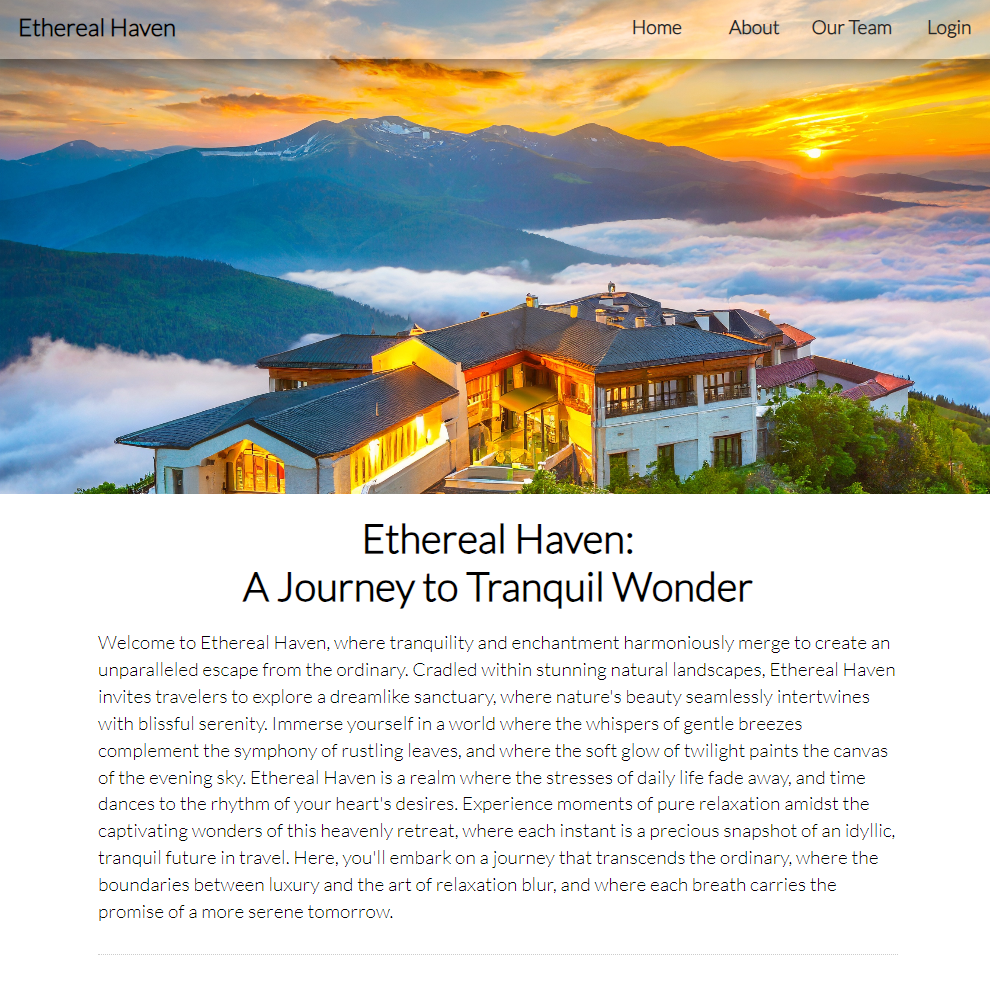 Ethereal Haven
Home About Our Team Login
Ethereal Haven:
A Journey to Tranquil Wonder
Welcome to Ethereal Haven, where tranquility and enchantment harmoniously merge to create an
unparalleled escape from the ordinary. Cradled within stunning natural landscapes, Ethereal Haven
invites travelers to explore a dreamlike sanctuary, where nature's beauty seamlessly intertwines
with blissful serenity. Immerse yourself in a world where the whispers of gentle breezes
complement the symphony of rustling leaves, and where the soft glow of twilight paints the canvas
of the evening sky. Ethereal Haven is a realm where the stresses of daily life fade away, and time
dances to the rhythm of your heart's desires. Experience moments of pure relaxation amidst the
captivating wonders of this heavenly retreat, where each instant is a precious snapshot of an idyllic,
tranquil future in travel. Here, you'll embark on a journey that transcends the ordinary, where the
boundaries between luxury and the art of relaxation blur, and where each breath carries the
promise of a more serene tomorrow.